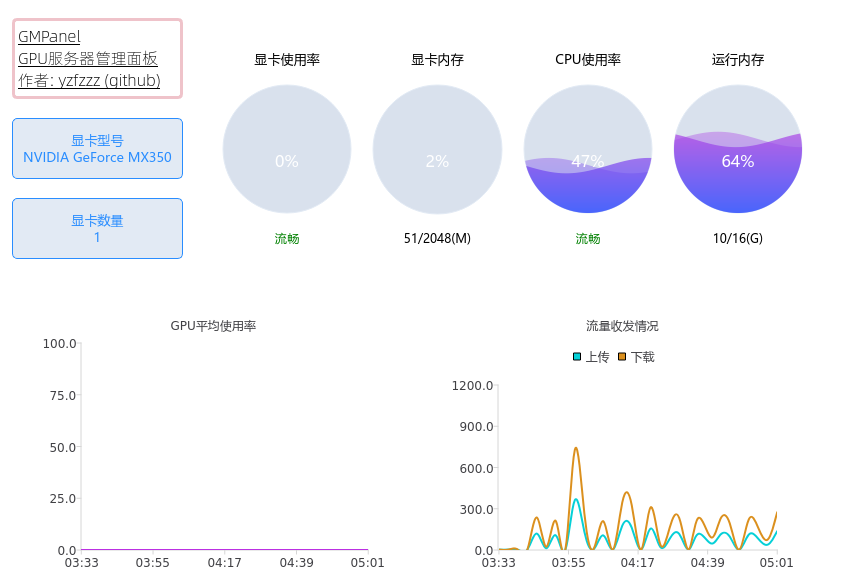 GMPanel
GPU服务器管理面板
作者: yzfzzz (github)
显卡型号
NVIDIA GeForce MX350
显卡数量
1
显卡使用率
显卡内存
CPU使用率
运行内存
0%
2%
47%
64%
流畅
51/2048(M)
流畅
10/16(G)
GPU平均使用率
100.0
75.0
50.0
25.0
0.0
03:33
03:55
04:17
04:39
05:01
流量收发情况
上传
下载
1200.0
900.0
600.0
300.0
0.0
03:33
03:55
04:17
04:39
05:01